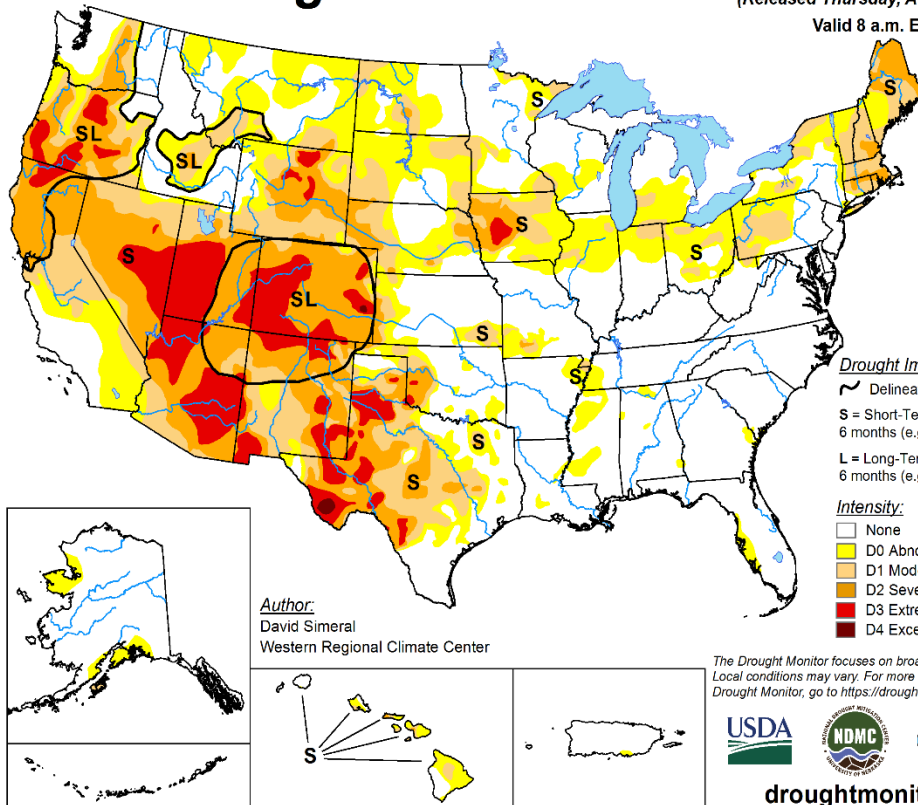 (Released Thursday, A
Valid 8 a.m. E
S
S
SL
SL
S
S
S
SL
S
S
S
S
Drought Im
Delinea
S = Short-Te
6 months (e.g
L = Long-Ter
6 months (e.g
Intensity:
None
D0 Abno
D1 Mod
D2 Seve
D3 Extre
D4 Exce
Author:
David Simeral
Western Regional Climate Center
S
The Drought Monitor focuses on broa
Local conditions may vary. For more
Drought Monitor, go to https://drough
USDA
NDMC
NATIONAL DROUGHT MITIGATION CENTER
UNIVERSITY OF NEBRASKA
droughtmonit